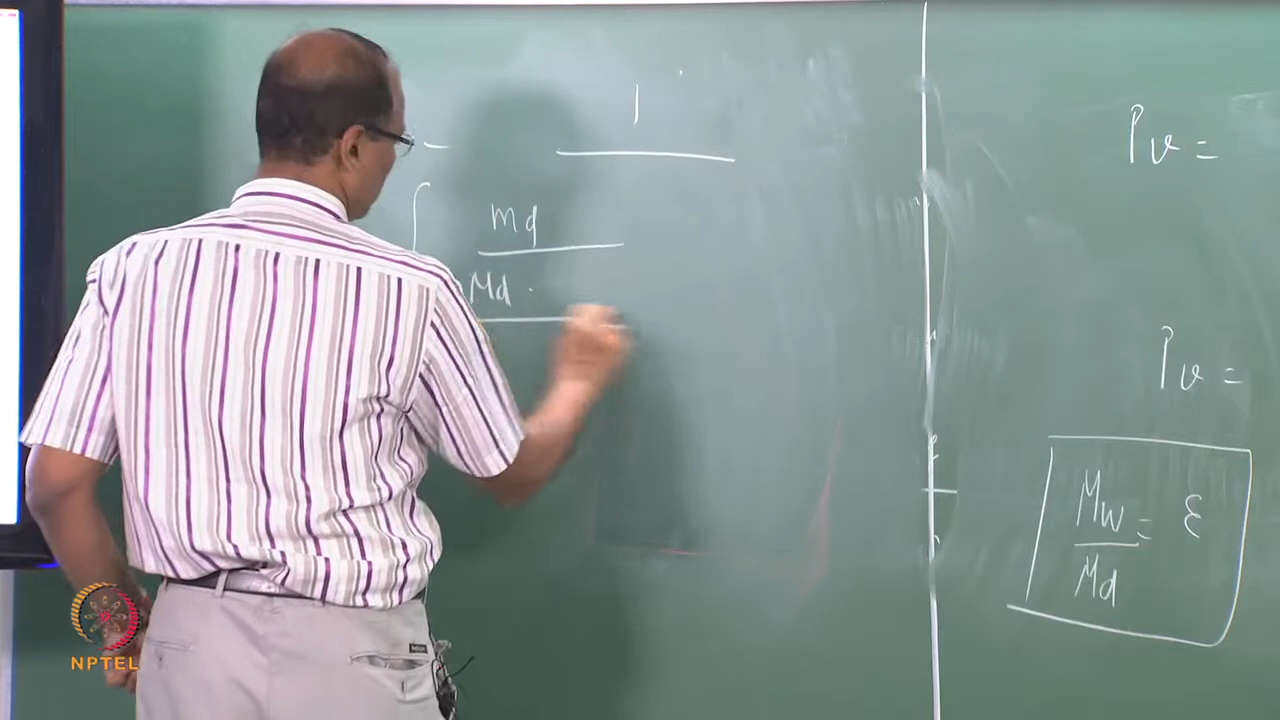 1
md
Md .
Pv =
Pv =
Mw
Md
= ε
NPTEL